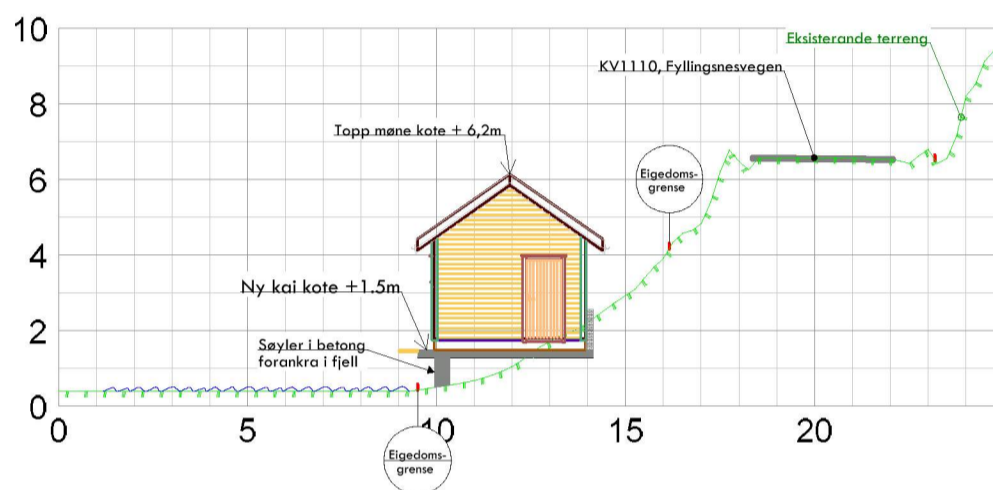 10
8
6
4
2
0
0
5
10
15
20
Eksisterande terreng
KV1110, Fyllingsnesvegen
Topp møne kote + 6,2m
Eigedoms-
grense
Ny kai kote +1.5m
Søyler i betong
forankra i fjell
Eigedoms-
grense